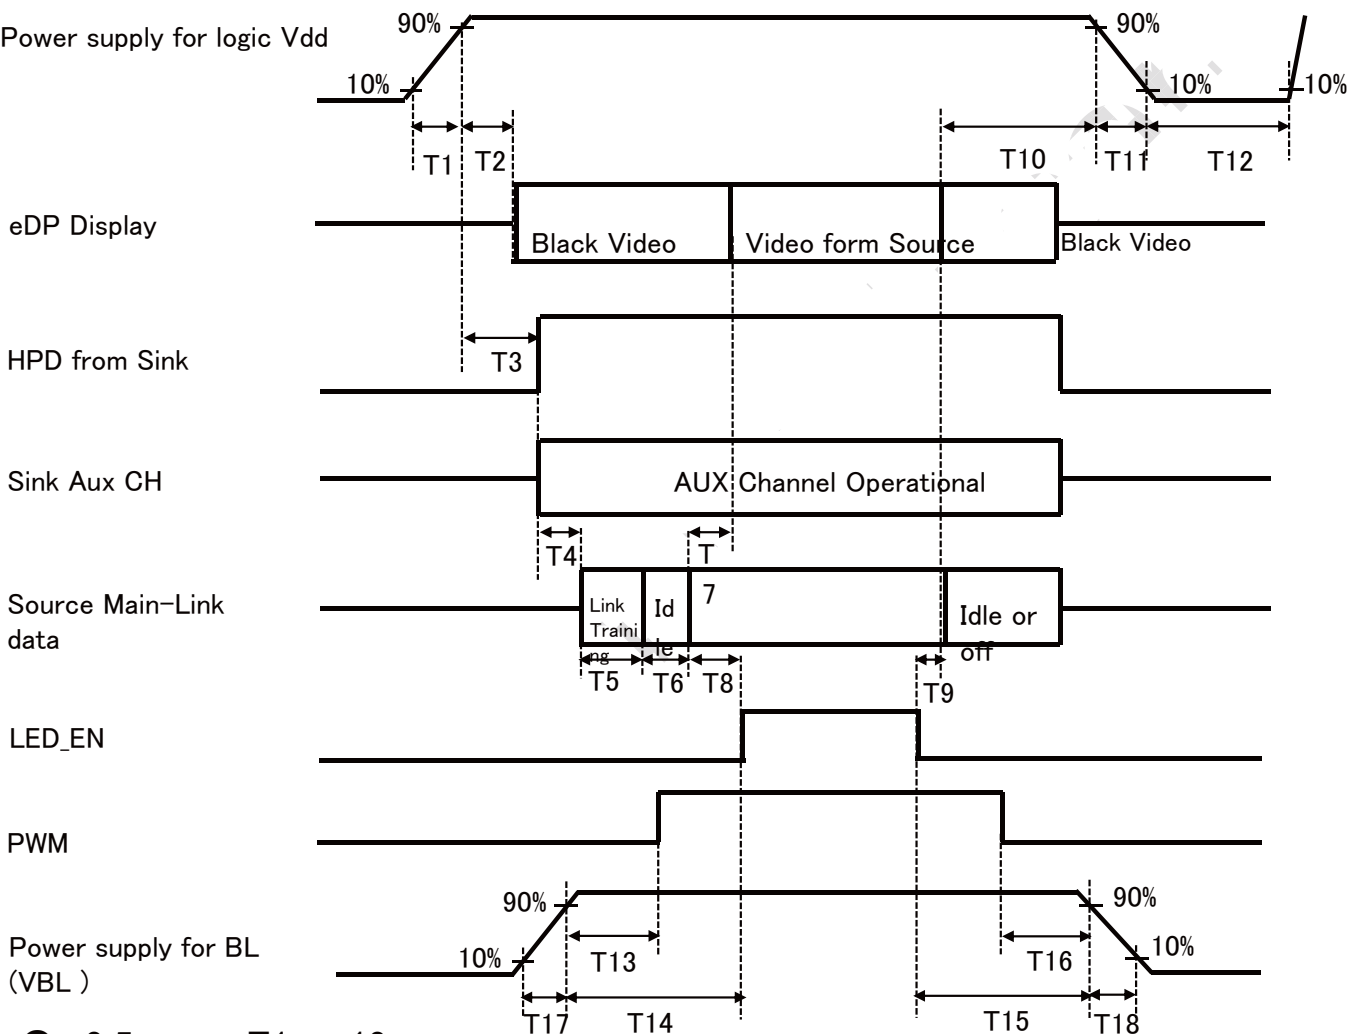 Power supply for logic Vdd
90%
90%
10%
10%
10%
T1
T2
T10
T11
T12
eDP Display
Black Video
Video form Source
Black Video
HPD from Sink
T3
Sink Aux CH
AUX Channel Operational
T4
T
7
Source Main-Link
data
Link
Traini
ng
Id
le
Idle or
off
T5
T6
T8
T9
LED_EN
PWM
90%
90%
Power supply for BL
(VBL )
10%
10%
T13
T16
T17
T14
T15
T18